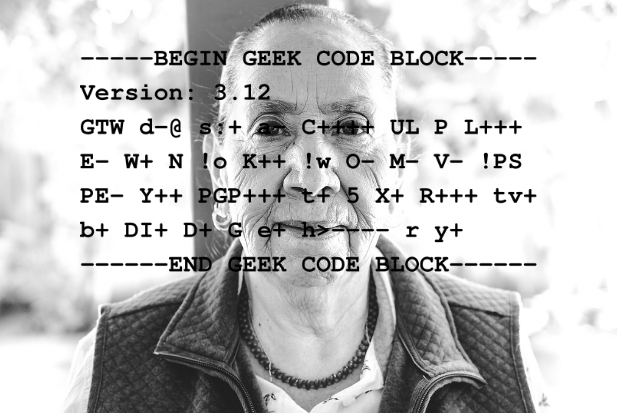 -----BEGIN GEEK CODE BLOCK-----
Version: 3.12
GTW d-@ s:+ a- C++++ UL P L+++
E- W+ N !o K++ !w O- M- V- !PS
PE- Y++ PGP+++ t+ 5 X+ R+++ tv+
b+ DI+ D+ G e+ h>---- r y+
------END GEEK CODE BLOCK------